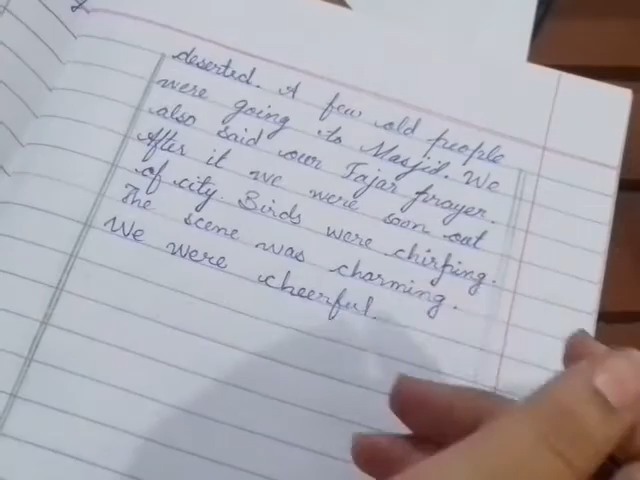 deserted. A few old people
were going to Masjid. We
also said our Fajar prayer.
After it we were soon out
of city. Birds were chirping.
The scene was charming.
We were cheerful.